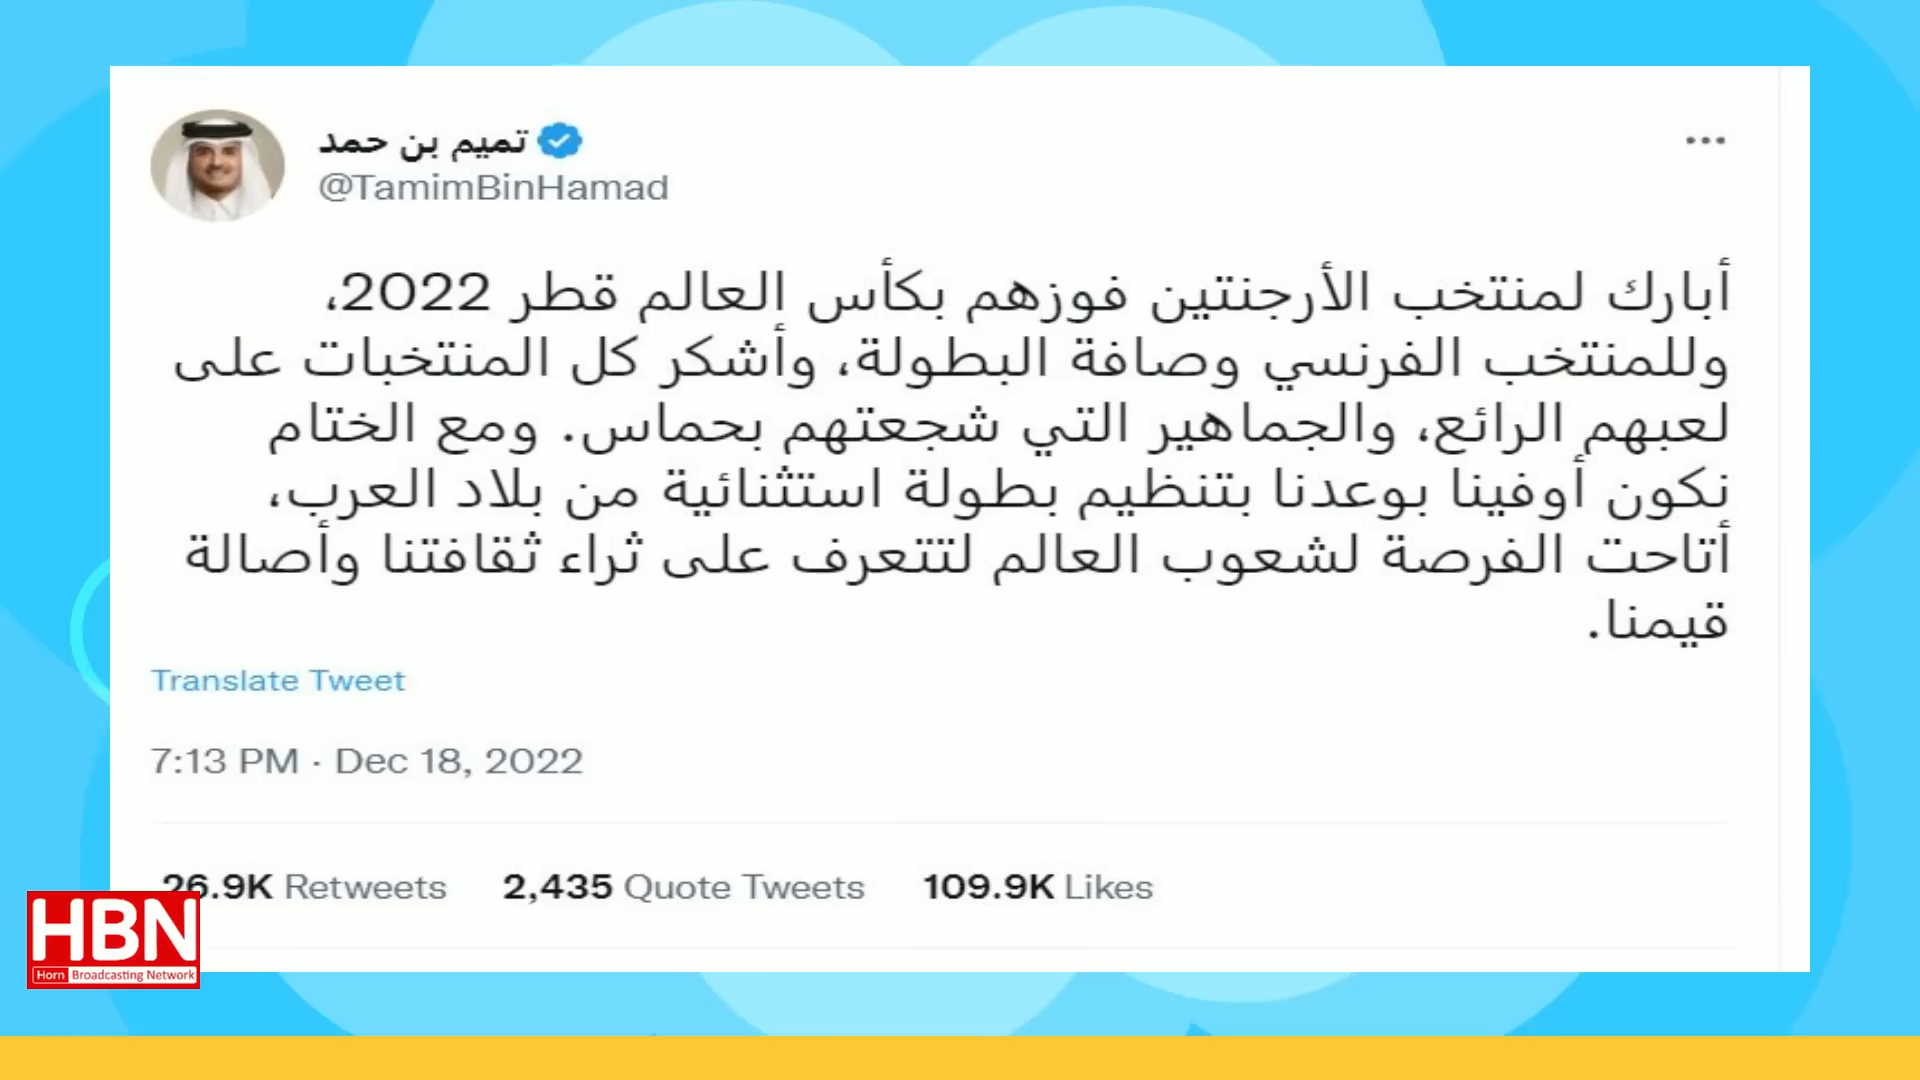 تميم بن حمد
@TamimBinHamad
أبارك لمنتخب الأرجنتين فوزهم بكأس العالم قطر 2022،
وللمنتخب الفرنسي وصافة البطولة، وأشكر كل المنتخبات على
لعبهم الرائع، والجماهير التي شجعتهم بحماس. ومع الختام
نكون أوفينا بوعدنا بتنظيم بطولة استثنائية من بلاد العرب،
أتاحت الفرصة لشعوب العالم لتتعرف على ثراء ثقافتنا وأصالة
قيمنا.
Translate Tweet
7:13 PM · Dec 18, 2022
26.9K Retweets 2,435 Quote Tweets 109.9K Likes
HBN
Horn Broadcasting Network